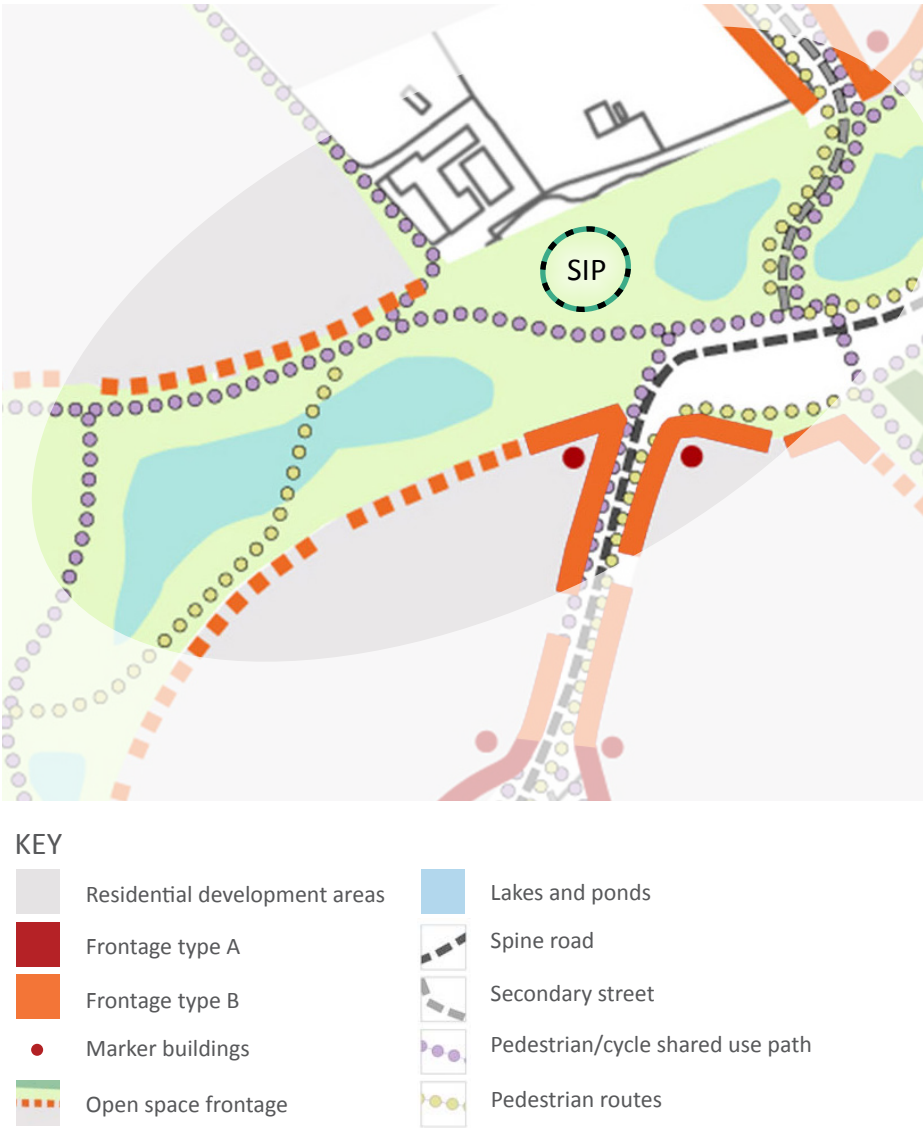 SIP
KEY
Residential development areas
Frontage type A
Frontage type B
Marker buildings
Open space frontage
Lakes and ponds
Spine road
Secondary street
Pedestrian/cycle shared use path
Pedestrian routes